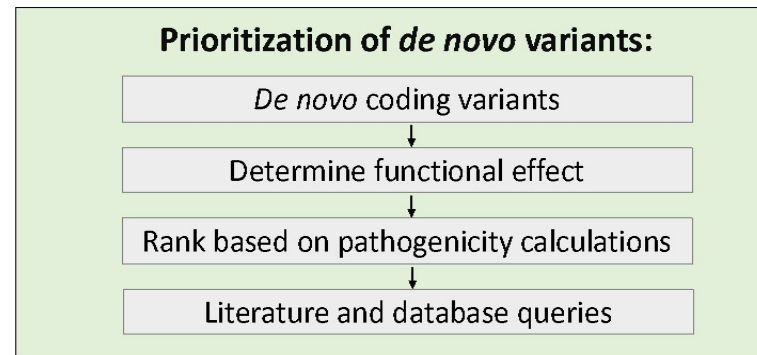 Prioritization of de novo variants:
De novo coding variants
Determine functional effect
Rank based on pathogenicity calculations
Literature and database queries